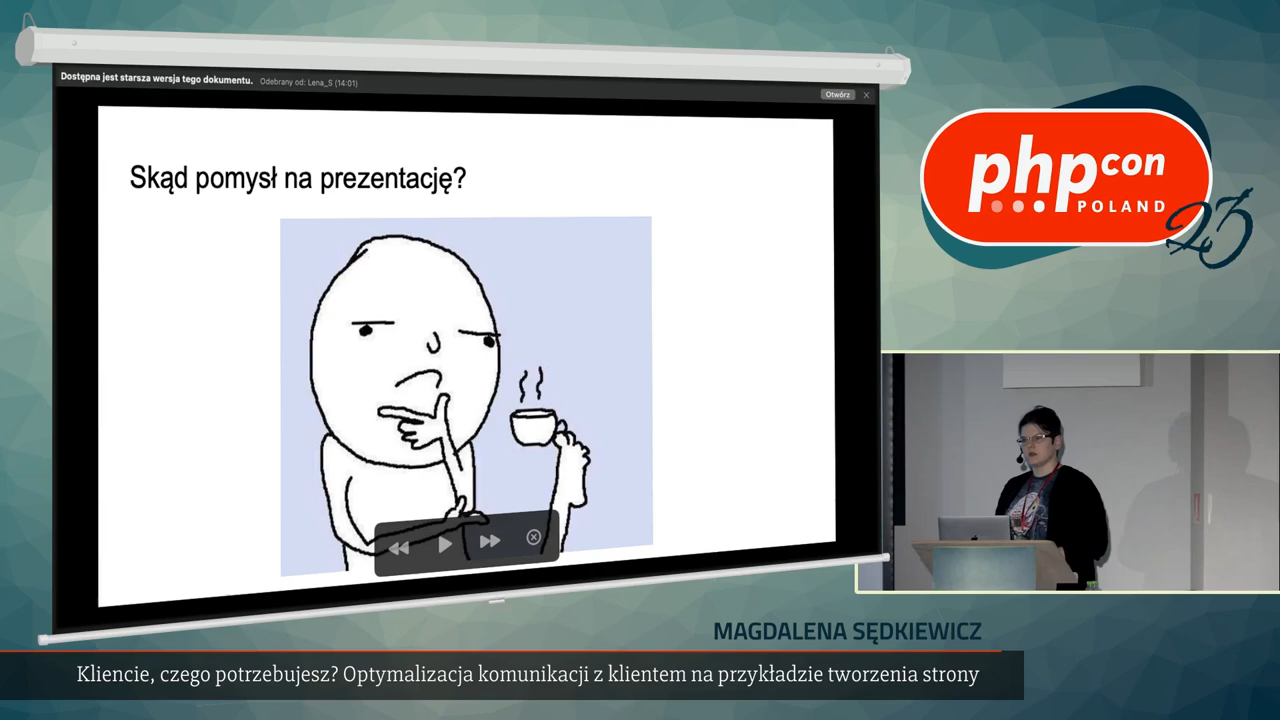 Dostępna jest starsza wersja tego dokumentu. Odebrany od: Lena_S (14:01)
Otwórz
Skąd pomysł na prezentację?
phpcon
POLAND
23
MAGDALENA SĘDKIEWICZ
Kliencie, czego potrzebujesz? Optymalizacja komunikacji z klientem na przykładzie tworzenia strony